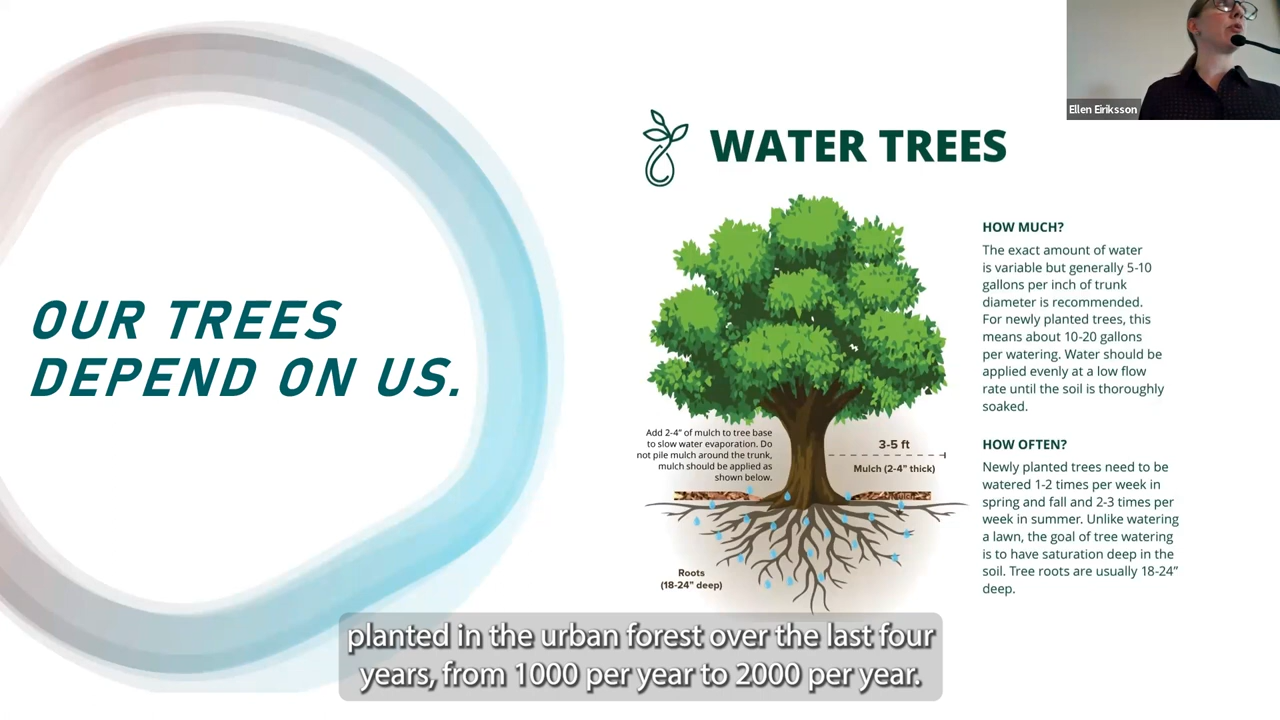 Ellen Eiriksson
OUR TREES
DEPEND ON US.
WATER TREES
HOW MUCH?
The exact amount of water
is variable but generally 5-10
gallons per inch of trunk
diameter is recommended.
For newly planted trees, this
means about 10-20 gallons
per watering. Water should be
applied evenly at a low flow
rate until the soil is thoroughly
soaked.
HOW OFTEN?
Newly planted trees need to be
watered 1-2 times per week in
spring and fall and 2-3 times per
week in summer. Unlike watering
a lawn, the goal of tree watering
is to have saturation deep in the
soil. Tree roots are usually 18-24”
deep.
Add 2-4” of mulch to tree base
to slow water evaporation. Do
not pile mulch around the trunk,
mulch should be applied as
shown below.
3-5 ft
Mulch (2-4" thick)
Roots
(18-24" deep)
planted in the urban forest over the last four
years, from 1000 per year to 2000 per year.